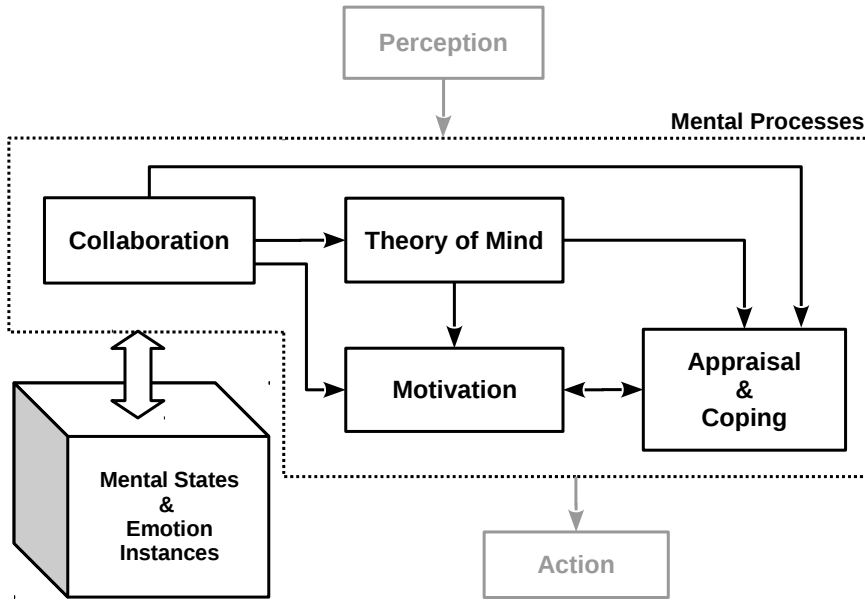 Perception
Mental Processes
Collaboration
Theory of Mind
Motivation
Appraisal
&
Coping
Mental States
&
Emotion
Instances
Action